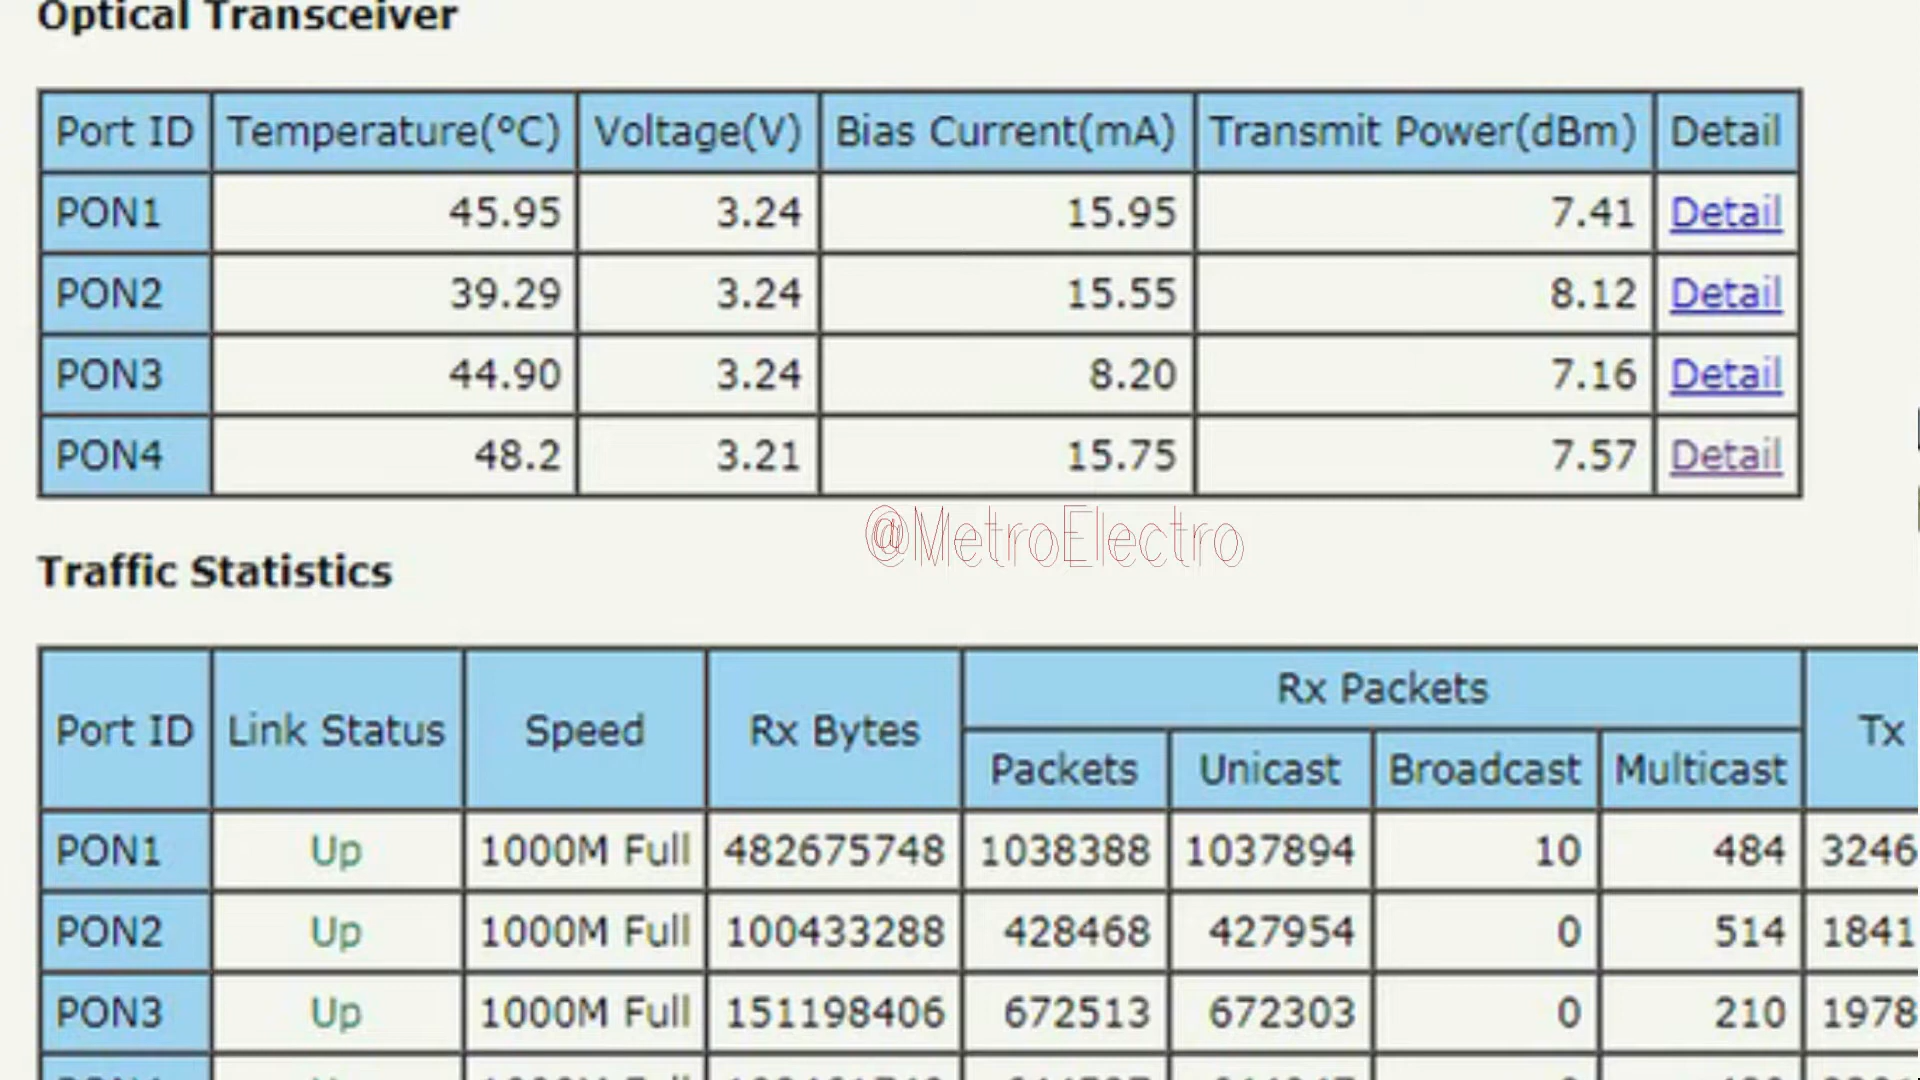 Optical Transceiver
Port ID Temperature(°C) Voltage(V) Bias Current(mA) Transmit Power(dBm) Detail
PON1 45.95 3.24 15.95 7.41 Detail
PON2 39.29 3.24 15.55 8.12 Detail
PON3 44.90 3.24 8.20 7.16 Detail
PON4 48.2 3.21 15.75 7.57 Detail
@MetroElectro
Traffic Statistics
Port ID Link Status Speed Rx Bytes Rx Packets Tx
Packets Unicast Broadcast Multicast
PON1 Up 1000M Full 482675748 1038388 1037894 10 484 3246
PON2 Up 1000M Full 100433288 428468 427954 0 514 1841
PON3 Up 1000M Full 151198406 672513 672303 0 210 1978